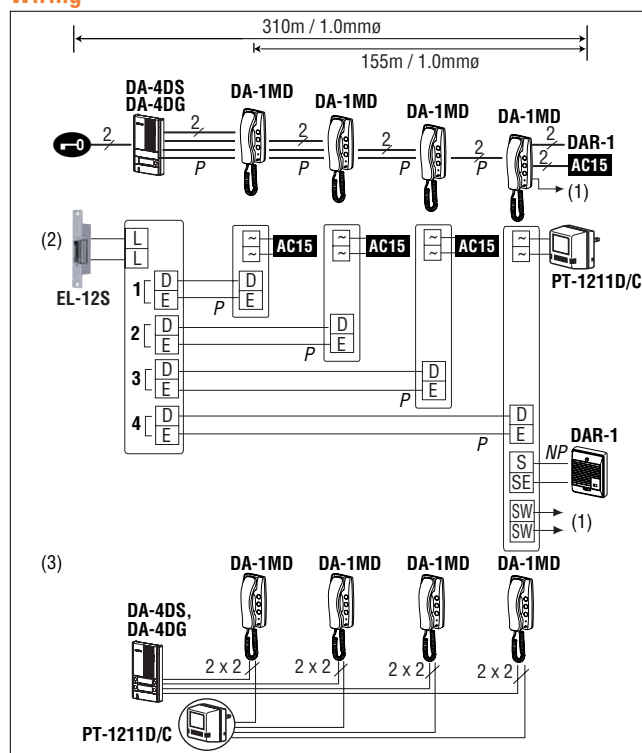 Wiring
310m / 1.0mmø
155m / 1.0mmø
DA-4DS
DA-4DG
DA-1MD
DA-1MD
DA-1MD
DA-1MD
2
2
2
2
2
2
2
P
P
P
P
DAR-1
AC15
(1)
(2)
L
L
EL-12S
~
~
AC15
~
~
AC15
~
~
AC15
~
~
PT-1211D/C
1
D
E
P
D
E
2
D
E
P
D
E
3
D
E
P
D
E
4
D
E
P
D
E
DAR-1
S
NP
SE
SW
SW
(1)
(3)
DA-1MD
DA-1MD
DA-1MD
DA-1MD
DA-4DS,
DA-4DG
2 x 2
2 x 2
2 x 2
2 x 2
PT-1211D/C